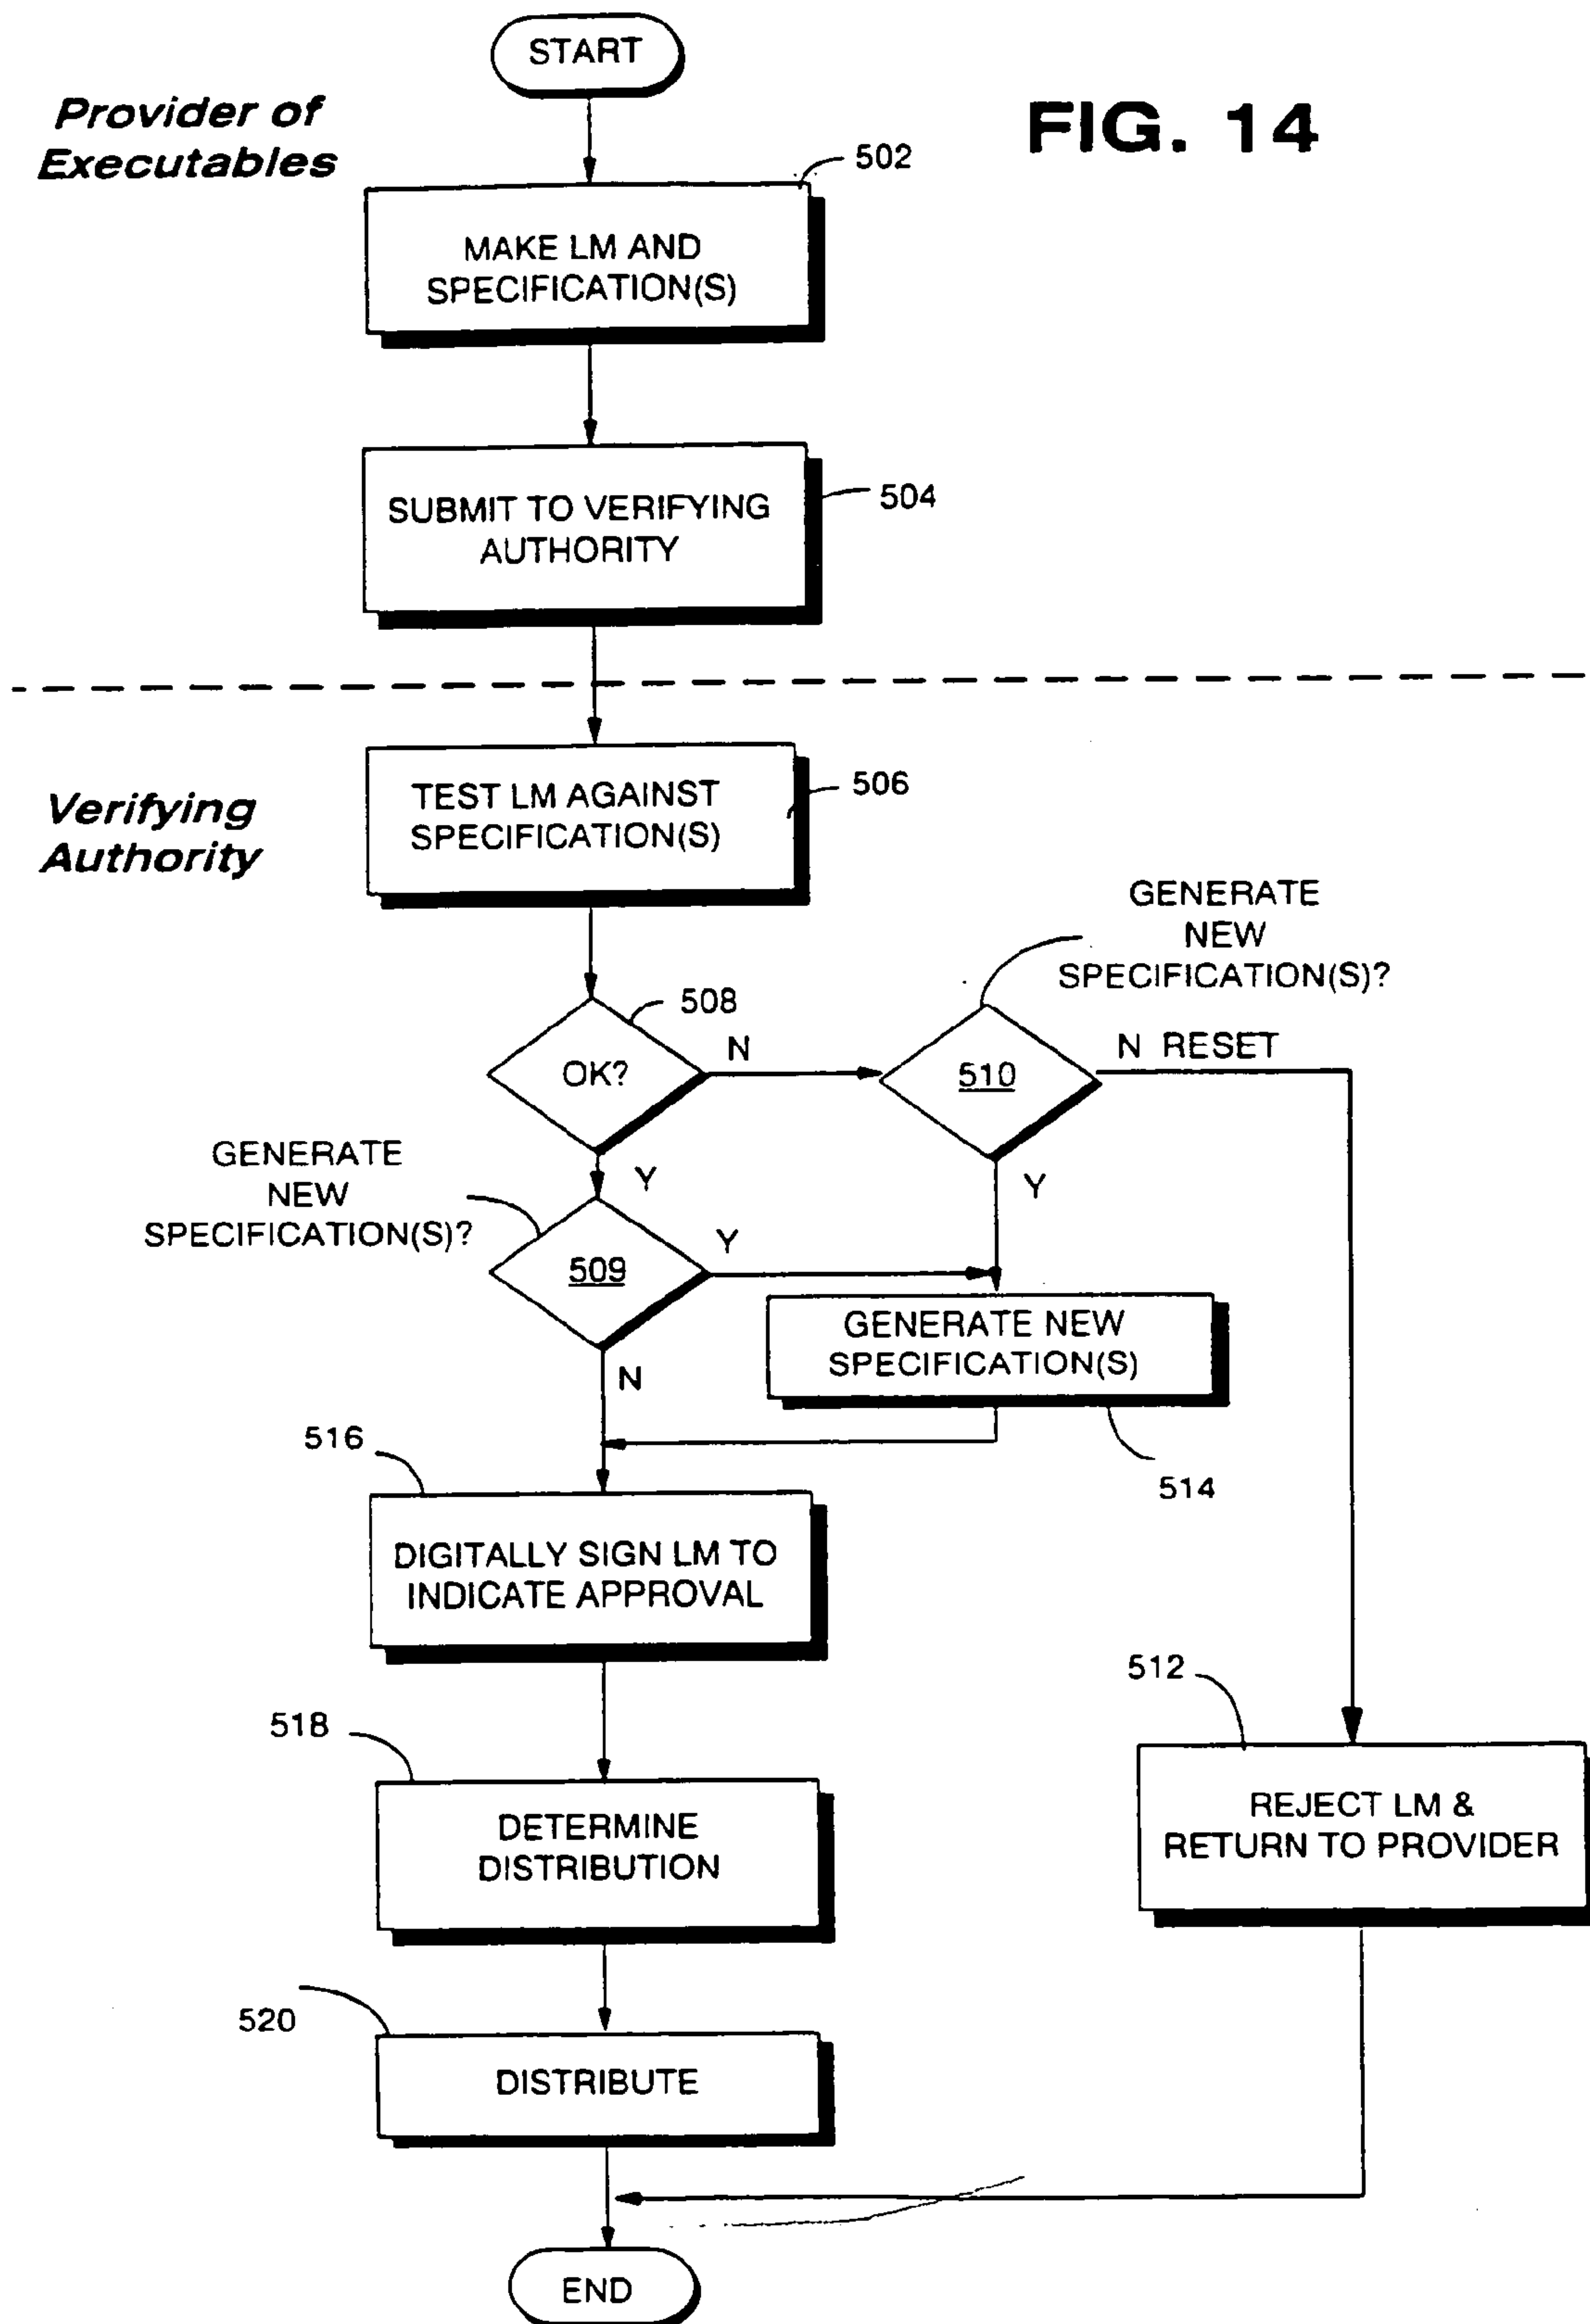 START
Provider of
Executables
FIG. 14
502
MAKE LM AND
SPECIFICATION(S)
SUBMIT TO VERIFYING
AUTHORITY
504
Verifying
Authority
TEST LM AGAINST
SPECIFICATION(S)
506
GENERATE
NEW
SPECIFICATION(S)?
508
OK?
N
510
N RESET
GENERATE
NEW
SPECIFICATION(S)?
Y
Y
509
Y
GENERATE NEW
SPECIFICATION(S)
N
514
516
DIGITALLY SIGN LM TO
INDICATE APPROVAL
512
518
DETERMINE
DISTRIBUTION
REJECT LM &
RETURN TO PROVIDER
520
DISTRIBUTE
END